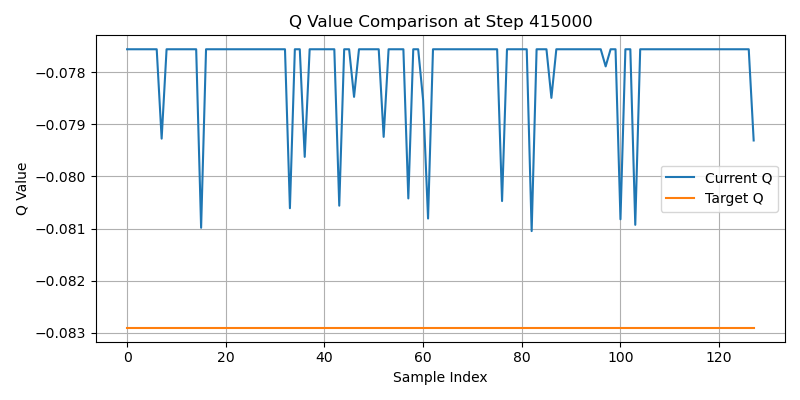 Q Value Comparison at Step 415000
Q Value
−0.078
−0.079
−0.080
−0.081
−0.082
−0.083
Current Q
Target Q
0 20 40 60 80 100 120
Sample Index